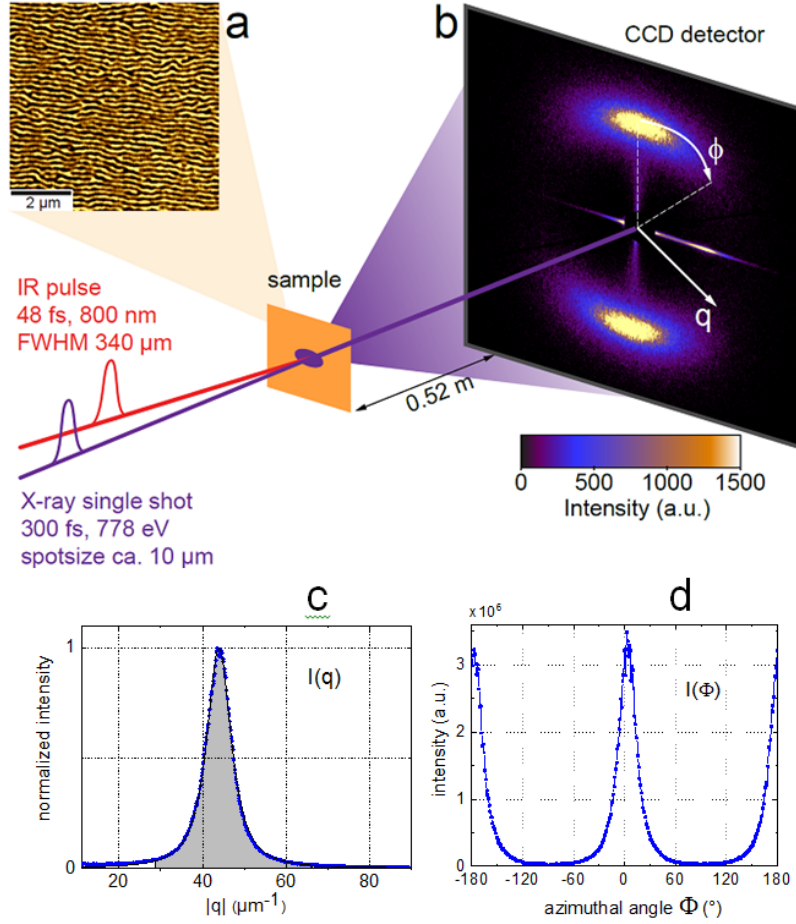 a
b
CCD detector
2 µm
ϕ
sample
q
IR pulse
48 fs, 800 nm
FWHM 340 µm
0.52 m
0 500 1000 1500
Intensity (a.u.)
X-ray single shot
300 fs, 778 eV
spotsize ca. 10 µm
c
1
I(q)
normalized intensity
0
20 40 60 80
|q| (µm⁻¹)
d
x 10⁶
3
I(Φ)
2
intensity (a.u.)
1
0
-180 -120 -60 0 60 120 180
azimuthal angle Φ (°)